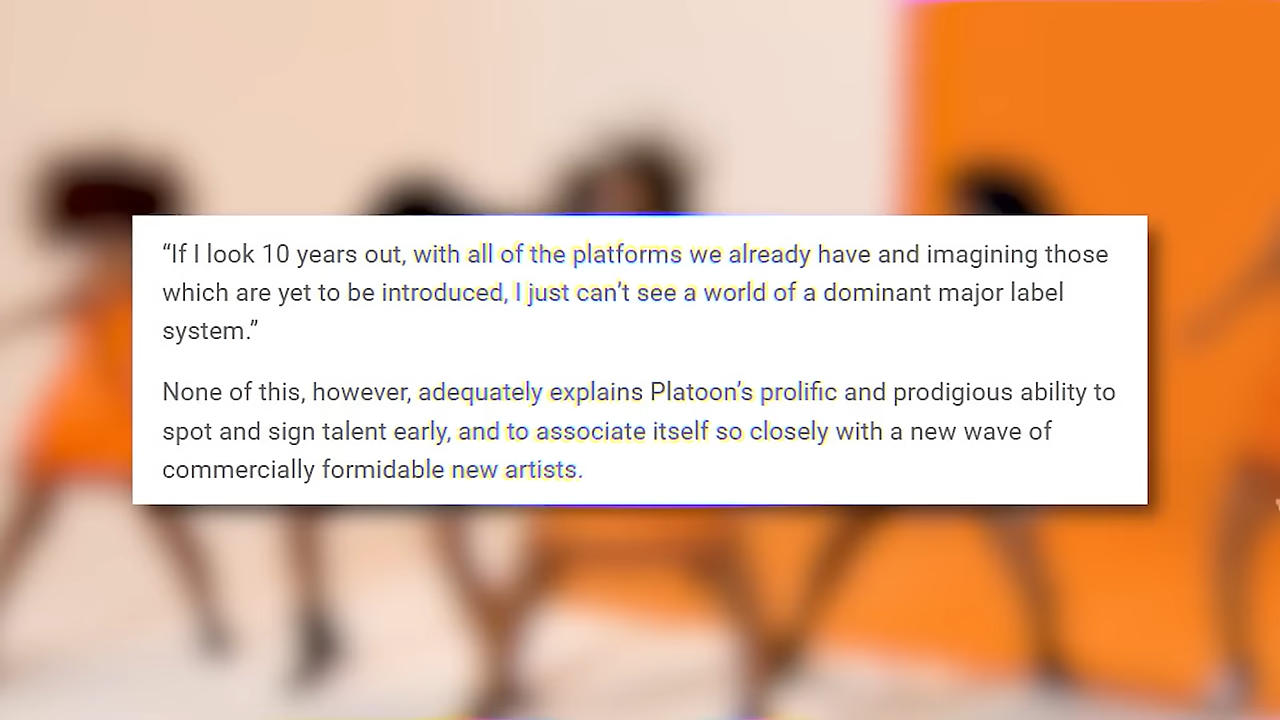 “If I look 10 years out, with all of the platforms we already have and imagining those
which are yet to be introduced, I just can’t see a world of a dominant major label
system.”
None of this, however, adequately explains Platoon’s prolific and prodigious ability to
spot and sign talent early, and to associate itself so closely with a new wave of
commercially formidable new artists.